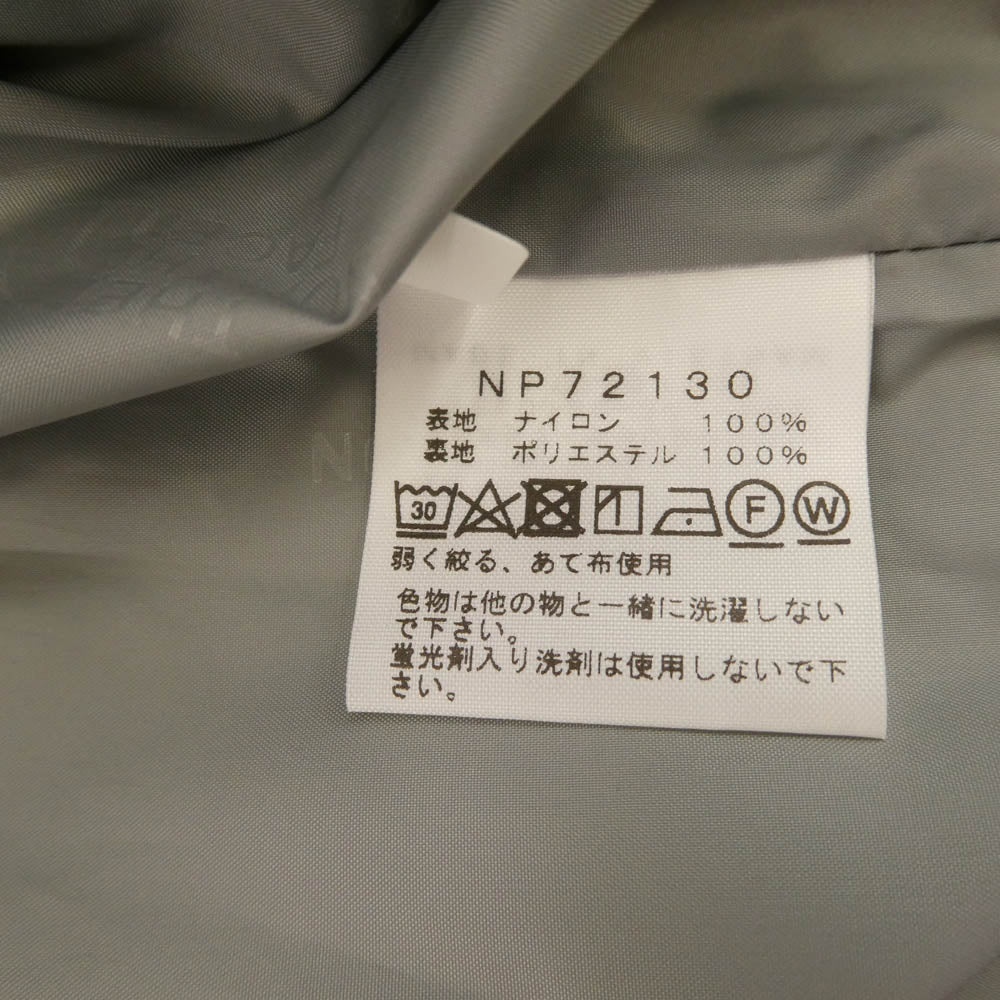 NP72130
表地 ナイロン 100%
裏地 ポリエステル 100%
30 F W
弱く絞る、あて布使用
色物は他の物と一緒に洗濯しない
で下さい。
蛍光剤入り洗剤は使用しないで下
さい。